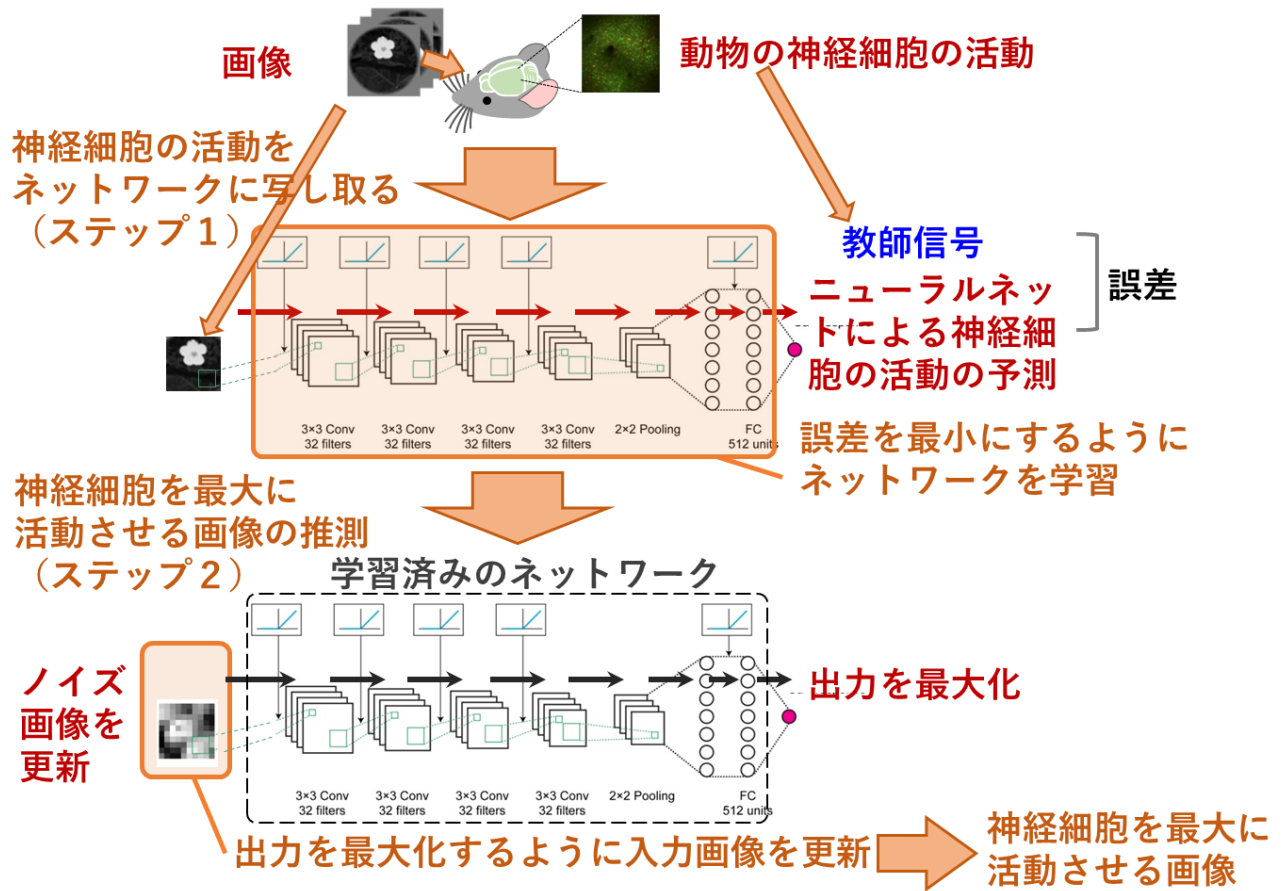 画像
動物の神経細胞の活動
神経細胞の活動を
ネットワークに写し取る
（ステップ１）
教師信号
ニューラルネッ
トによる神経細
胞の活動の予測
誤差
3×3 Conv
32 filters
3×3 Conv
32 filters
3×3 Conv
32 filters
3×3 Conv
32 filters
2×2 Pooling
FC
512 units
誤差を最小にするように
ネットワークを学習
神経細胞を最大に
活動させる画像の推測
（ステップ２）
学習済みのネットワーク
ノイズ
画像を
更新
出力を最大化
3×3 Conv
32 filters
3×3 Conv
32 filters
3×3 Conv
32 filters
3×3 Conv
32 filters
2×2 Pooling
FC
512 units
出力を最大化するように入力画像を更新
神経細胞を最大に
活動させる画像